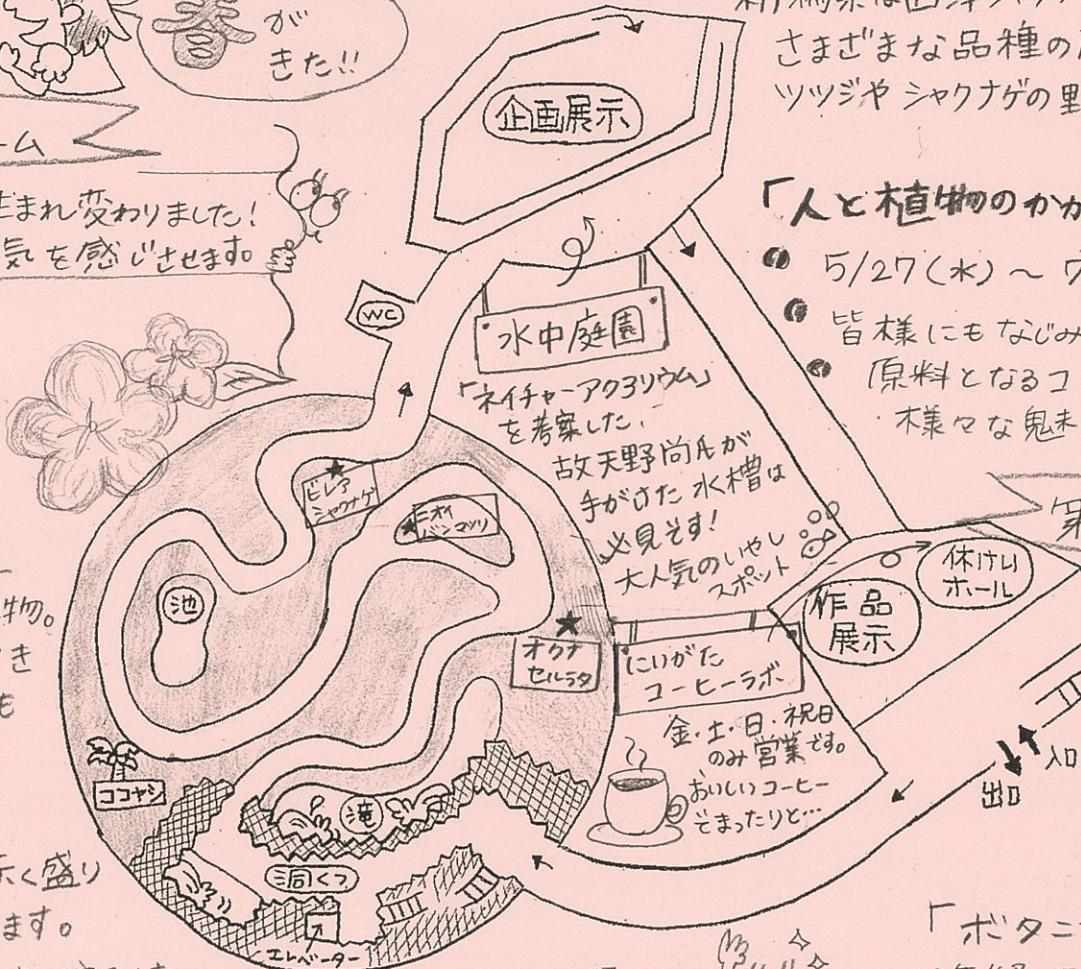 春が
きた!!
さまざまな品種の
ツツジや シャクナゲの
ーム
生まれ変わりました!
気を感じさせます。
企画展示
「人と植物のかか
5/27(水)〜7
皆様にもなじみ
原料となるコ
様々な
WC
水中庭園
「ネイチャーアクアリウム」
を考案した、
故天野尚氏が
手がけた水槽は
必見です!
大人気のいやし
スポット
ビレア
シャクナゲ
ニオイ
バンマツリ
池
オクナ
セルラタ
休けい
ホール
作品
展示
にいがた
コーヒーラボ
金・土・日・祝日
のみ営業です。
おいしいコーヒー
でまったりと…
入口
出口
物。
き
も
ココヤシ
滝
洞くつ
エレベーター
く盛り
ます。
「ボタニ